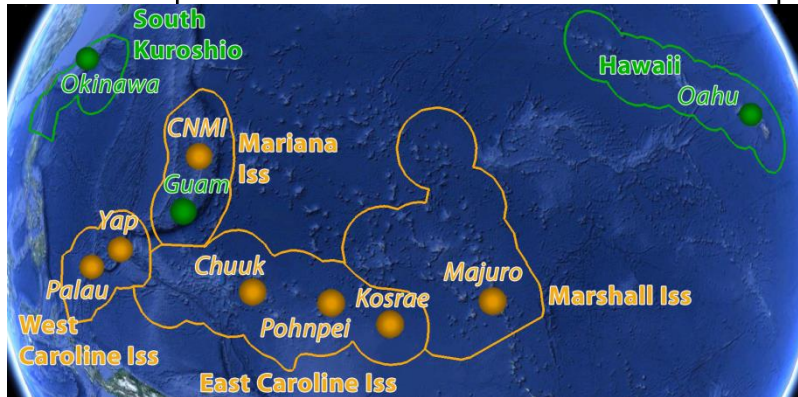 South
Kuroshio
Okinawa
Hawaii
Oahu
CNMI
Mariana
Iss
Guam
Yap
Palau
Chuuk
Pohnpei
Kosrae
Majuro
Marshall Iss
West
Caroline Iss
East Caroline Iss